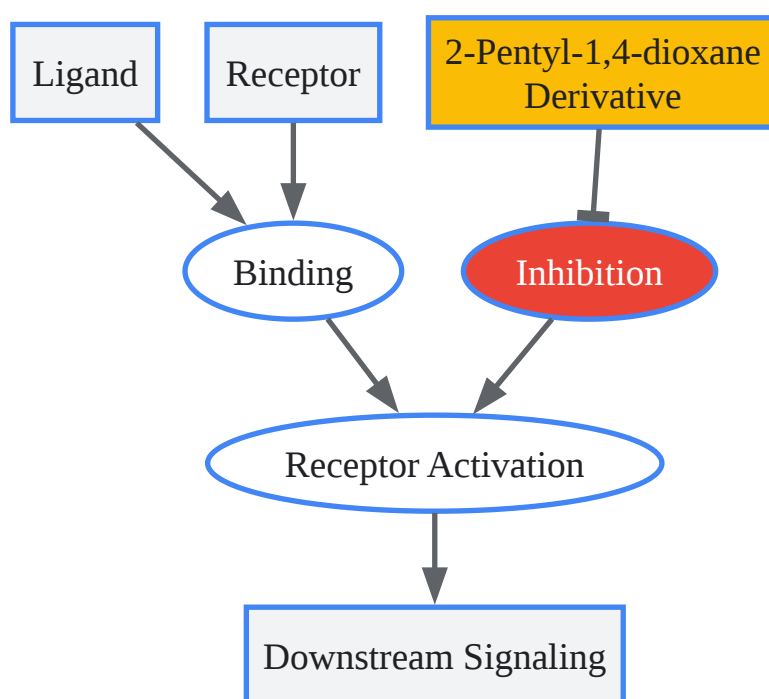 Ligand
Receptor
2-Pentyl-1,4-dioxane
Derivative
Binding
Inhibition
Receptor Activation
Downstream Signaling